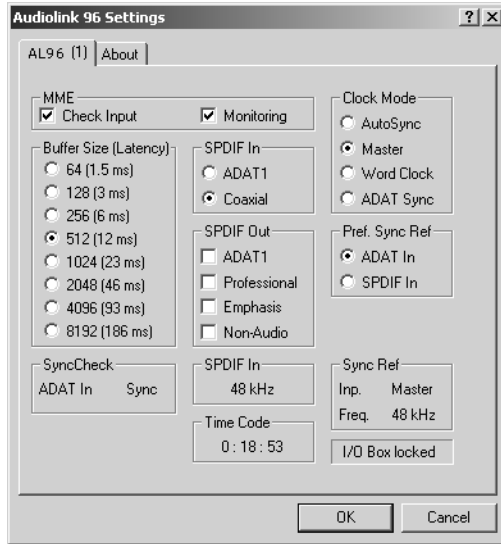 Audiolink 96 Settings
AL96 (1) About
MME
Check Input Monitoring
Clock Mode
AutoSync
Master
Word Clock
ADAT Sync
Buffer Size (Latency)
64 (1.5 ms)
128 (3 ms)
256 (6 ms)
512 (12 ms)
1024 (23 ms)
2048 (46 ms)
4096 (93 ms)
8192 (186 ms)
SPDIF In
ADAT1
Coaxial
SPDIF Out
ADAT1
Professional
Emphasis
Non-Audio
Pref. Sync Ref
ADAT In
SPDIF In
SyncCheck
ADAT In Sync
SPDIF In
48 kHz
Time Code
0 : 18 : 53
Sync Ref
Inp. Master
Freq. 48 kHz
I/O Box locked
OK Cancel